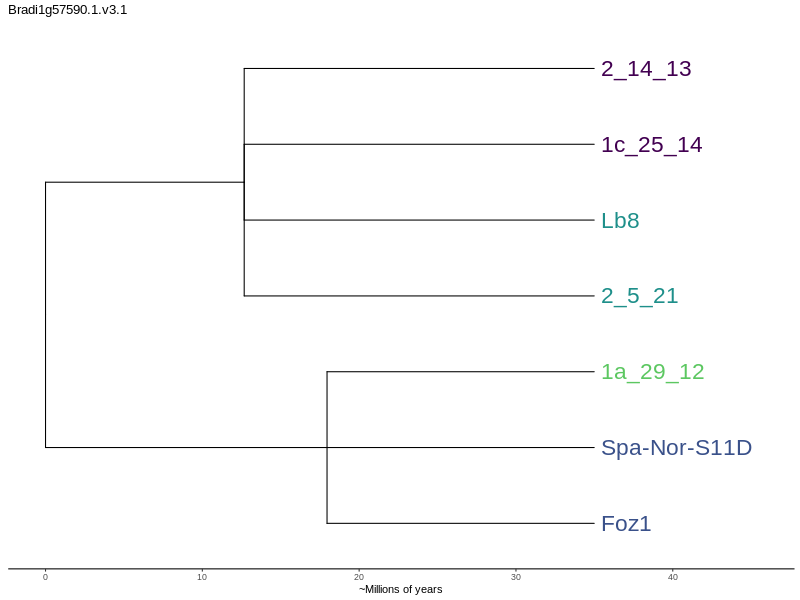 Bradi1g57590.1.v3.1
2_14_13
1c_25_14
Lb8
2_5_21
1a_29_12
Spa-Nor-S11D
Foz1
0 10 20 30 40
~Millions of years